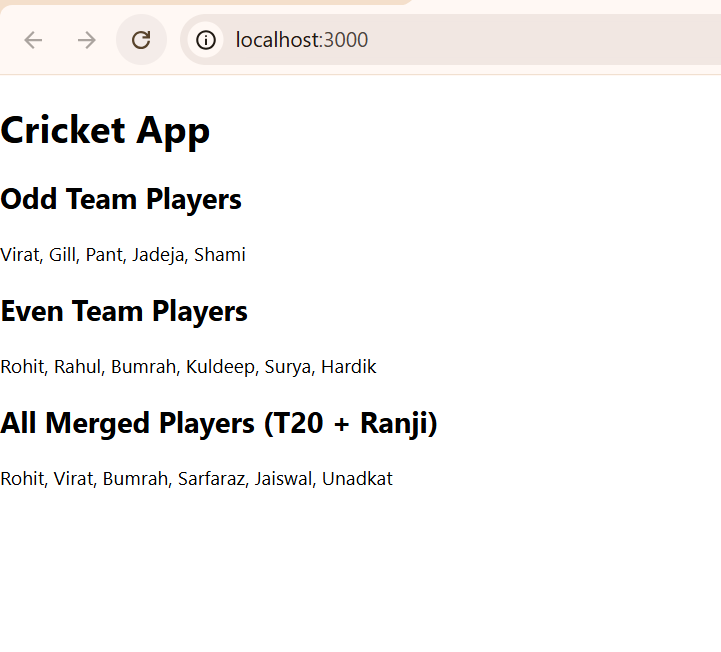 localhost:3000
Cricket App
Odd Team Players
Virat, Gill, Pant, Jadeja, Shami
Even Team Players
Rohit, Rahul, Bumrah, Kuldeep, Surya, Hardik
All Merged Players (T20 + Ranji)
Rohit, Virat, Bumrah, Sarfaraz, Jaiswal, Unadkat